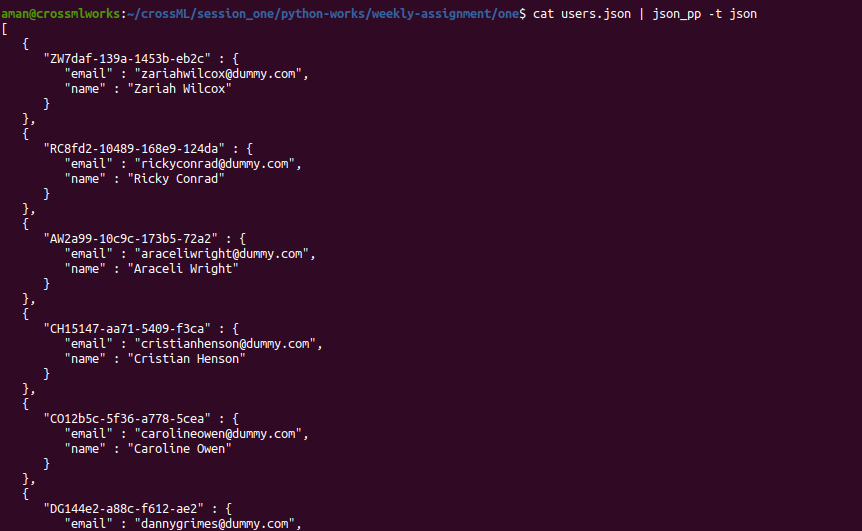 aman@crossmlworks:~/crossML/session_one/python-works/weekly-assignment/one$ cat users.json | json_pp -t json
[
   {
      "ZW7daf-139a-1453b-eb2c" : {
         "email" : "zariahwilcox@dummy.com",
         "name" : "Zariah Wilcox"
      }
   },
   {
      "RC8fd2-10489-168e9-124da" : {
         "email" : "rickyconrad@dummy.com",
         "name" : "Ricky Conrad"
      }
   },
   {
      "AW2a99-10c9c-173b5-72a2" : {
         "email" : "araceliwright@dummy.com",
         "name" : "Araceli Wright"
      }
   },
   {
      "CH15147-aa71-5409-f3ca" : {
         "email" : "cristianhenson@dummy.com",
         "name" : "Cristian Henson"
      }
   },
   {
      "CO12b5c-5f36-a778-5cea" : {
         "email" : "carolineowen@dummy.com",
         "name" : "Caroline Owen"
      }
   },
   {
      "DG144e2-a88c-f612-ae2" : {
         "email" : "dannygrimes@dummy.com",